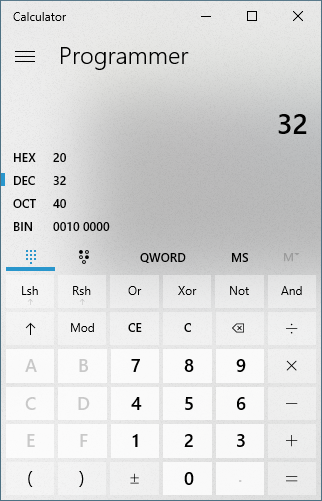 Calculator
Programmer
32
HEX 20
DEC 32
OCT 40
BIN 0010 0000
QWORD MS M˅
Lsh Rsh Or Xor Not And
↑ Mod CE C ⌫ ÷
A B 7 8 9 ×
C D 4 5 6 −
E F 1 2 3 +
( ) ± 0 . =